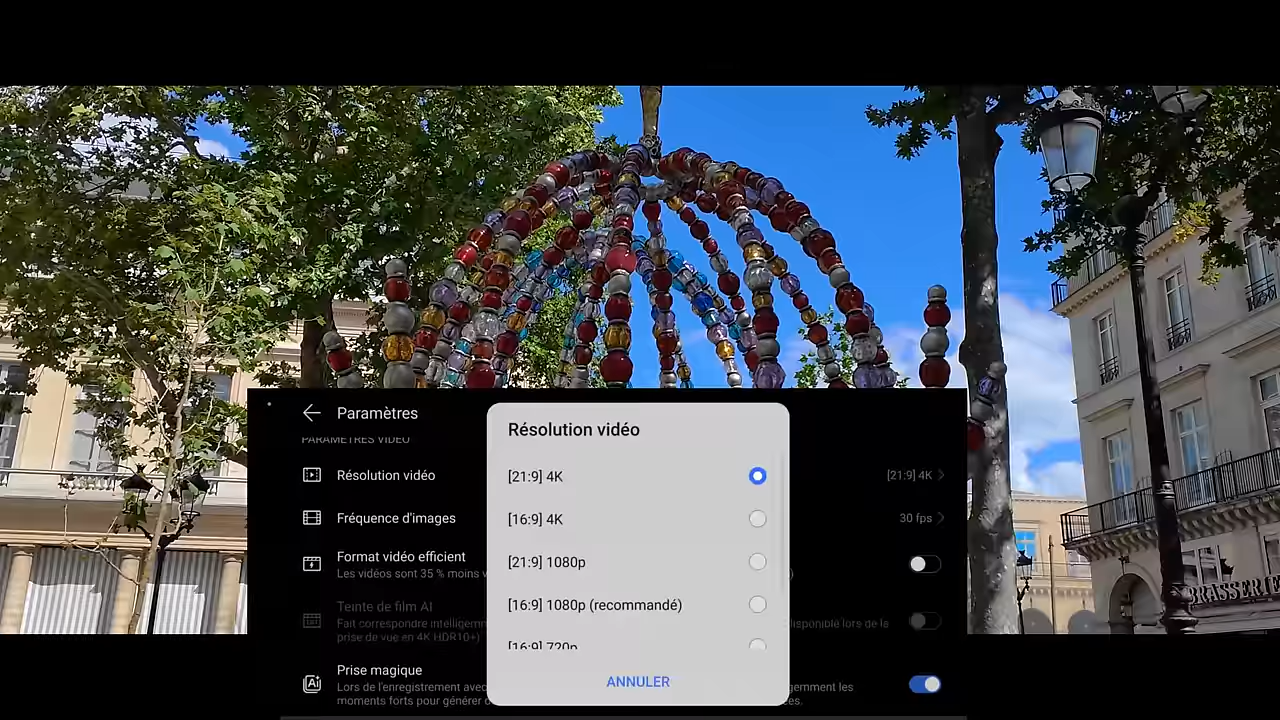 Paramètres
PARAMÈTRES VIDÉO
Résolution vidéo
[21:9] 4K
Fréquence d'images
30 fps
Format vidéo efficient
Les vidéos sont 35 % moins
Teinte de film AI
Fait correspondre
disponible lors de la
prise de vue en 4K HDR10+)
Prise magique
Lors de l'enregistrement avec
les
moments forts pour générer
Résolution vidéo
[21:9] 4K
[16:9] 4K
[21:9] 1080p
[16:9] 1080p (recommandé)
[16:9] 720p
ANNULER
BRASSERIE